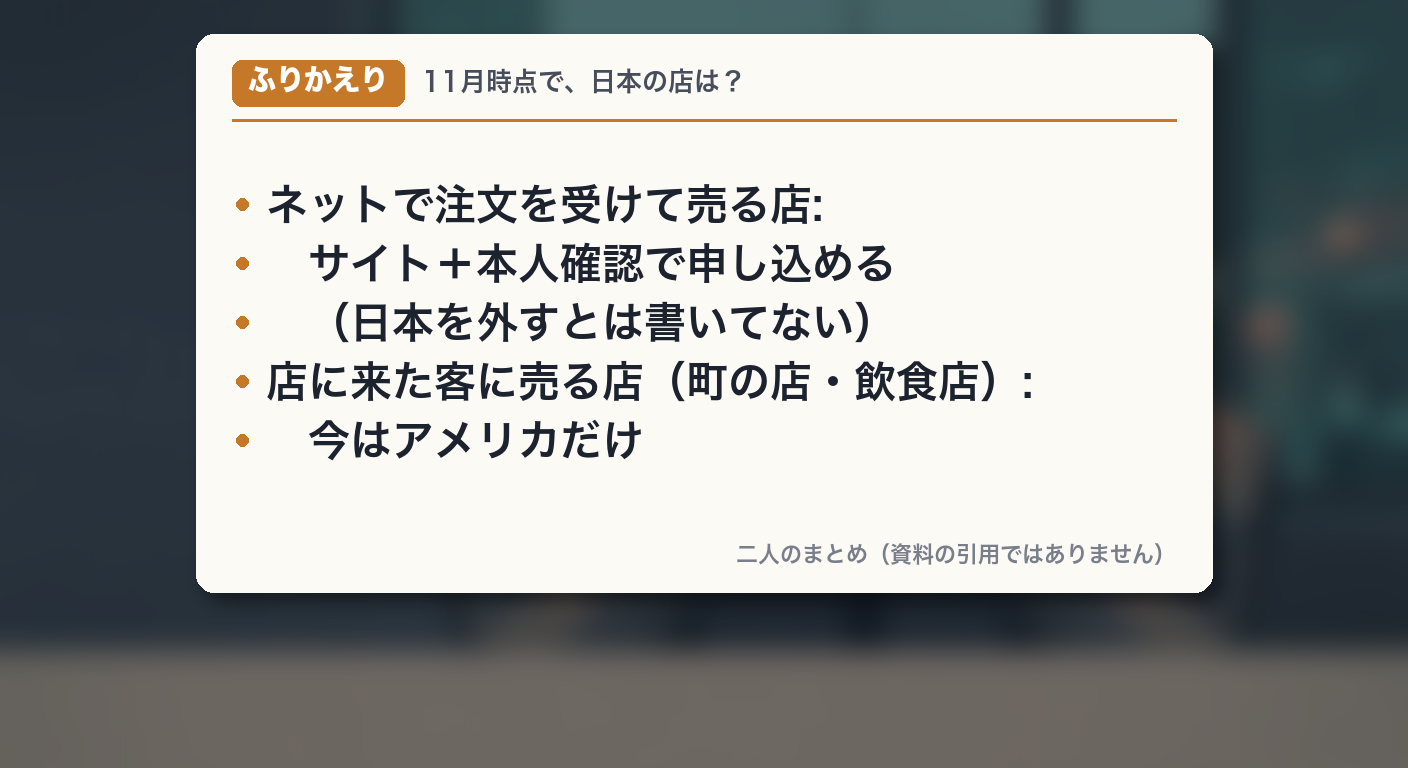 ふりかえり 11月時点で、日本の店は？
• ネットで注文を受けて売る店:
• サイト＋本人確認で申し込める
• （日本を外すとは書いてない）
• 店に来た客に売る店（町の店・飲食店）:
• 今はアメリカだけ
二人のまとめ（資料の引用ではありません）